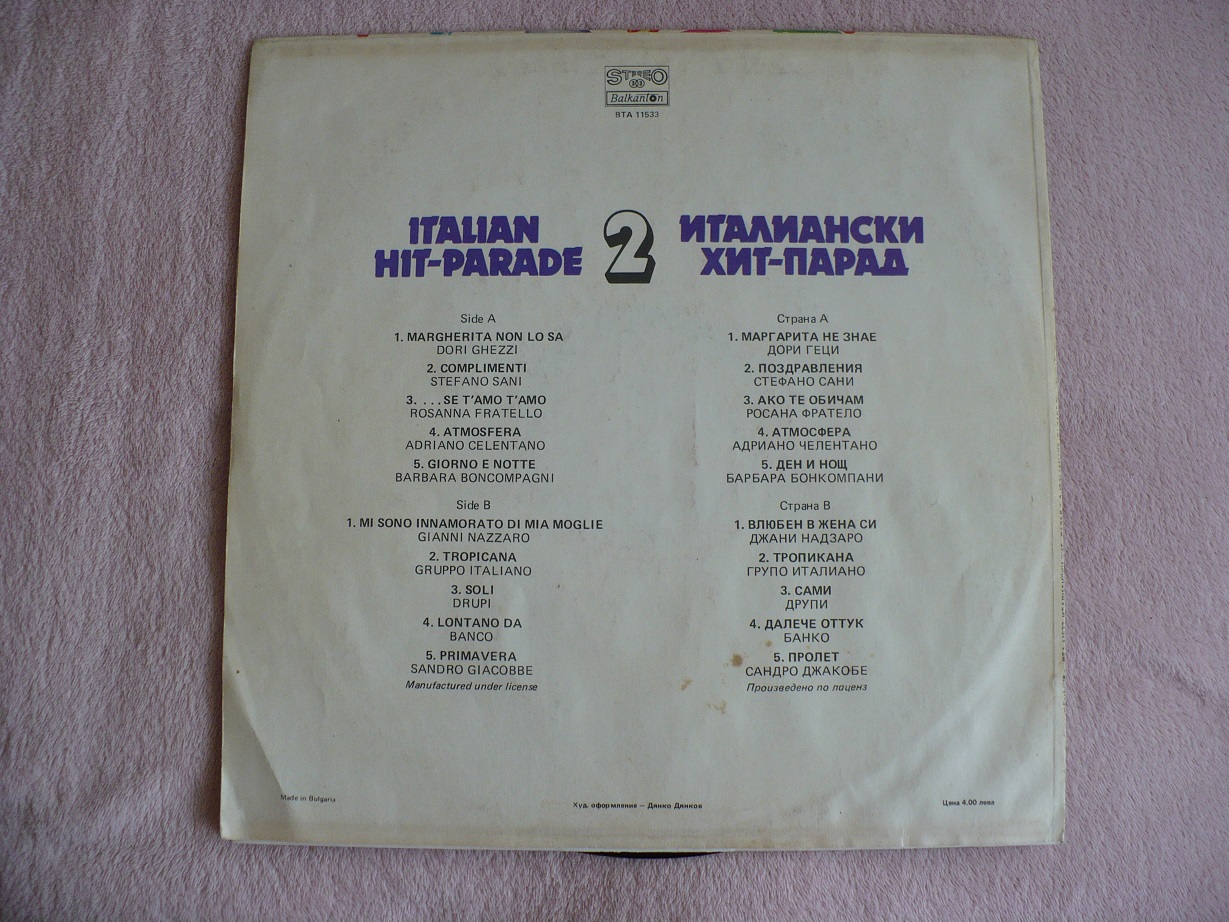 STEREO
Balkanton
ВТА 11533
ITALIAN
HIT-PARADE
2
ИТАЛИАНСКИ
ХИТ-ПАРАД
Side A
1. MARGHERITA NON LO SA
DORI GHEZZI
2. COMPLIMENTI
STEFANO SANI
3. ...SE T'AMO T'AMO
ROSANNA FRATELLO
4. ATMOSFERA
ADRIANO CELENTANO
5. GIORNO E NOTTE
BARBARA BONCOMPAGNI
Side B
1. MI SONO INNAMORATO DI MIA MOGLIE
GIANNI NAZZARO
2. TROPICANA
GRUPPO ITALIANO
3. SOLI
DRUPI
4. LONTANO DA
BANCO
5. PRIMAVERA
SANDRO GIACOBBE
Manufactured under license
Страна А
1. МАРГАРИТА НЕ ЗНАЕ
ДОРИ ГЕЦИ
2. ПОЗДРАВЛЕНИЯ
СТЕФАНО САНИ
3. АКО ТЕ ОБИЧАМ
РОСАНА ФРАТЕЛО
4. АТМОСФЕРА
АДРИАНО ЧЕЛЕНТАНО
5. ДЕН И НОЩ
БАРБАРА БОНКОМПАНИ
Страна В
1. ВЛЮБЕН В ЖЕНА СИ
ДЖАНИ НАДЗАРО
2. ТРОПИКАНА
ГРУПО ИТАЛИАНО
3. САМИ
ДРУПИ
4. ДАЛЕЧЕ ОТТУК
БАНКО
5. ПРОЛЕТ
САНДРО ДЖАКОБЕ
Произведено по лиценз
Made in Bulgaria
Худ. оформление — Дянко Дянков
Цена 4.00 лева